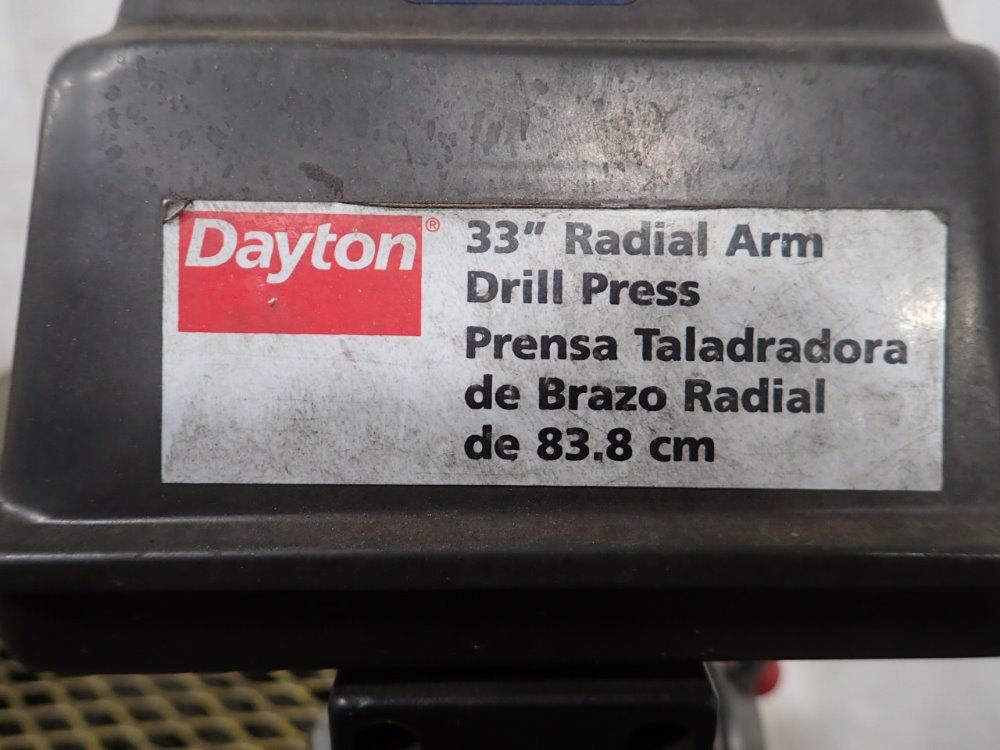 Dayton®
33" Radial Arm
Drill Press
Prensa Taladradora
de Brazo Radial
de 83.8 cm